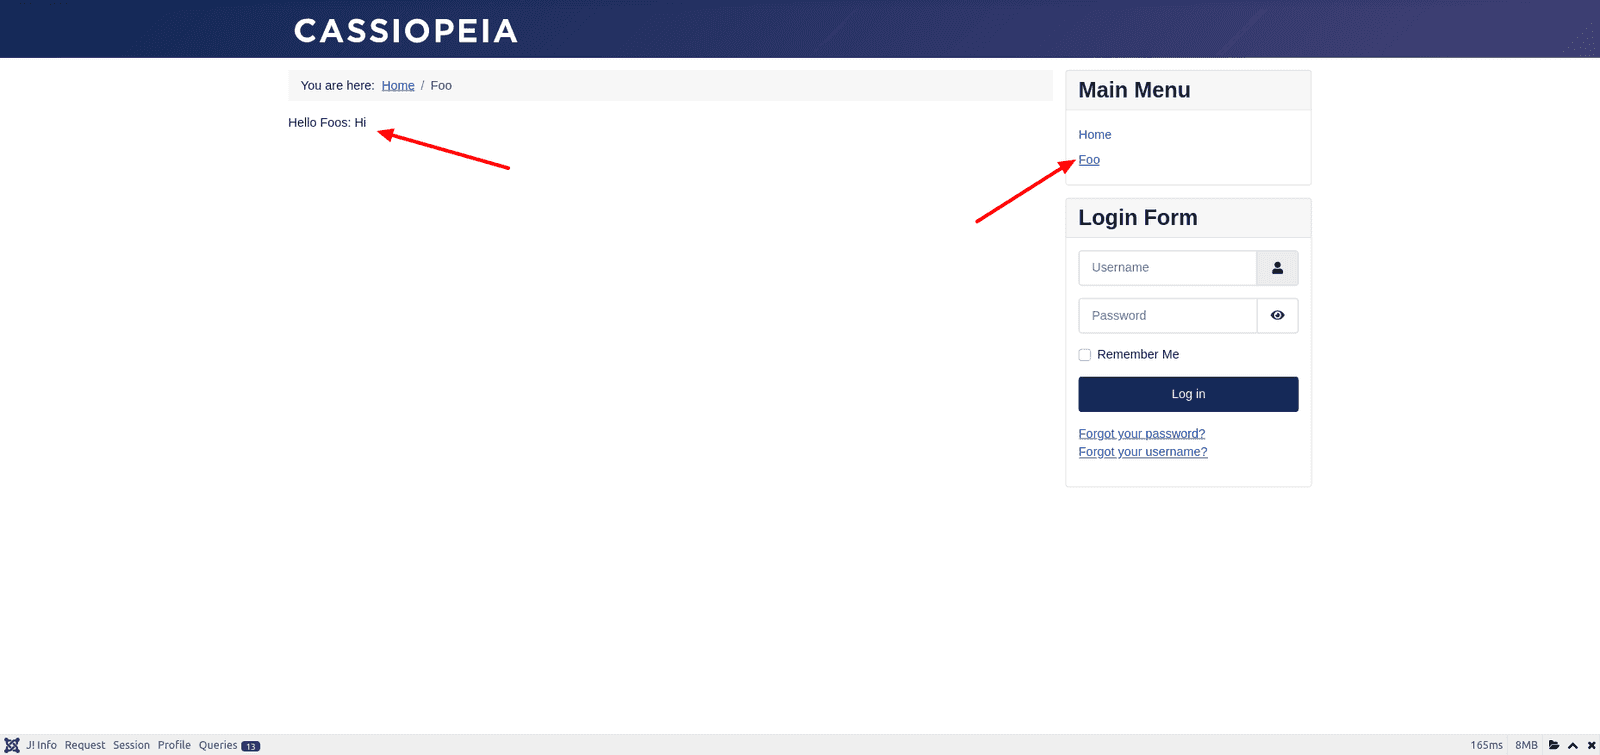 CASSIOPEIA
You are here: Home / Foo
Hello Foos: Hi
Main Menu
Home
Foo
Login Form
Username
Password
Remember Me
Log in
Forgot your password?
Forgot your username?
J! Info Request Session Profile Queries 13 165ms 8MB